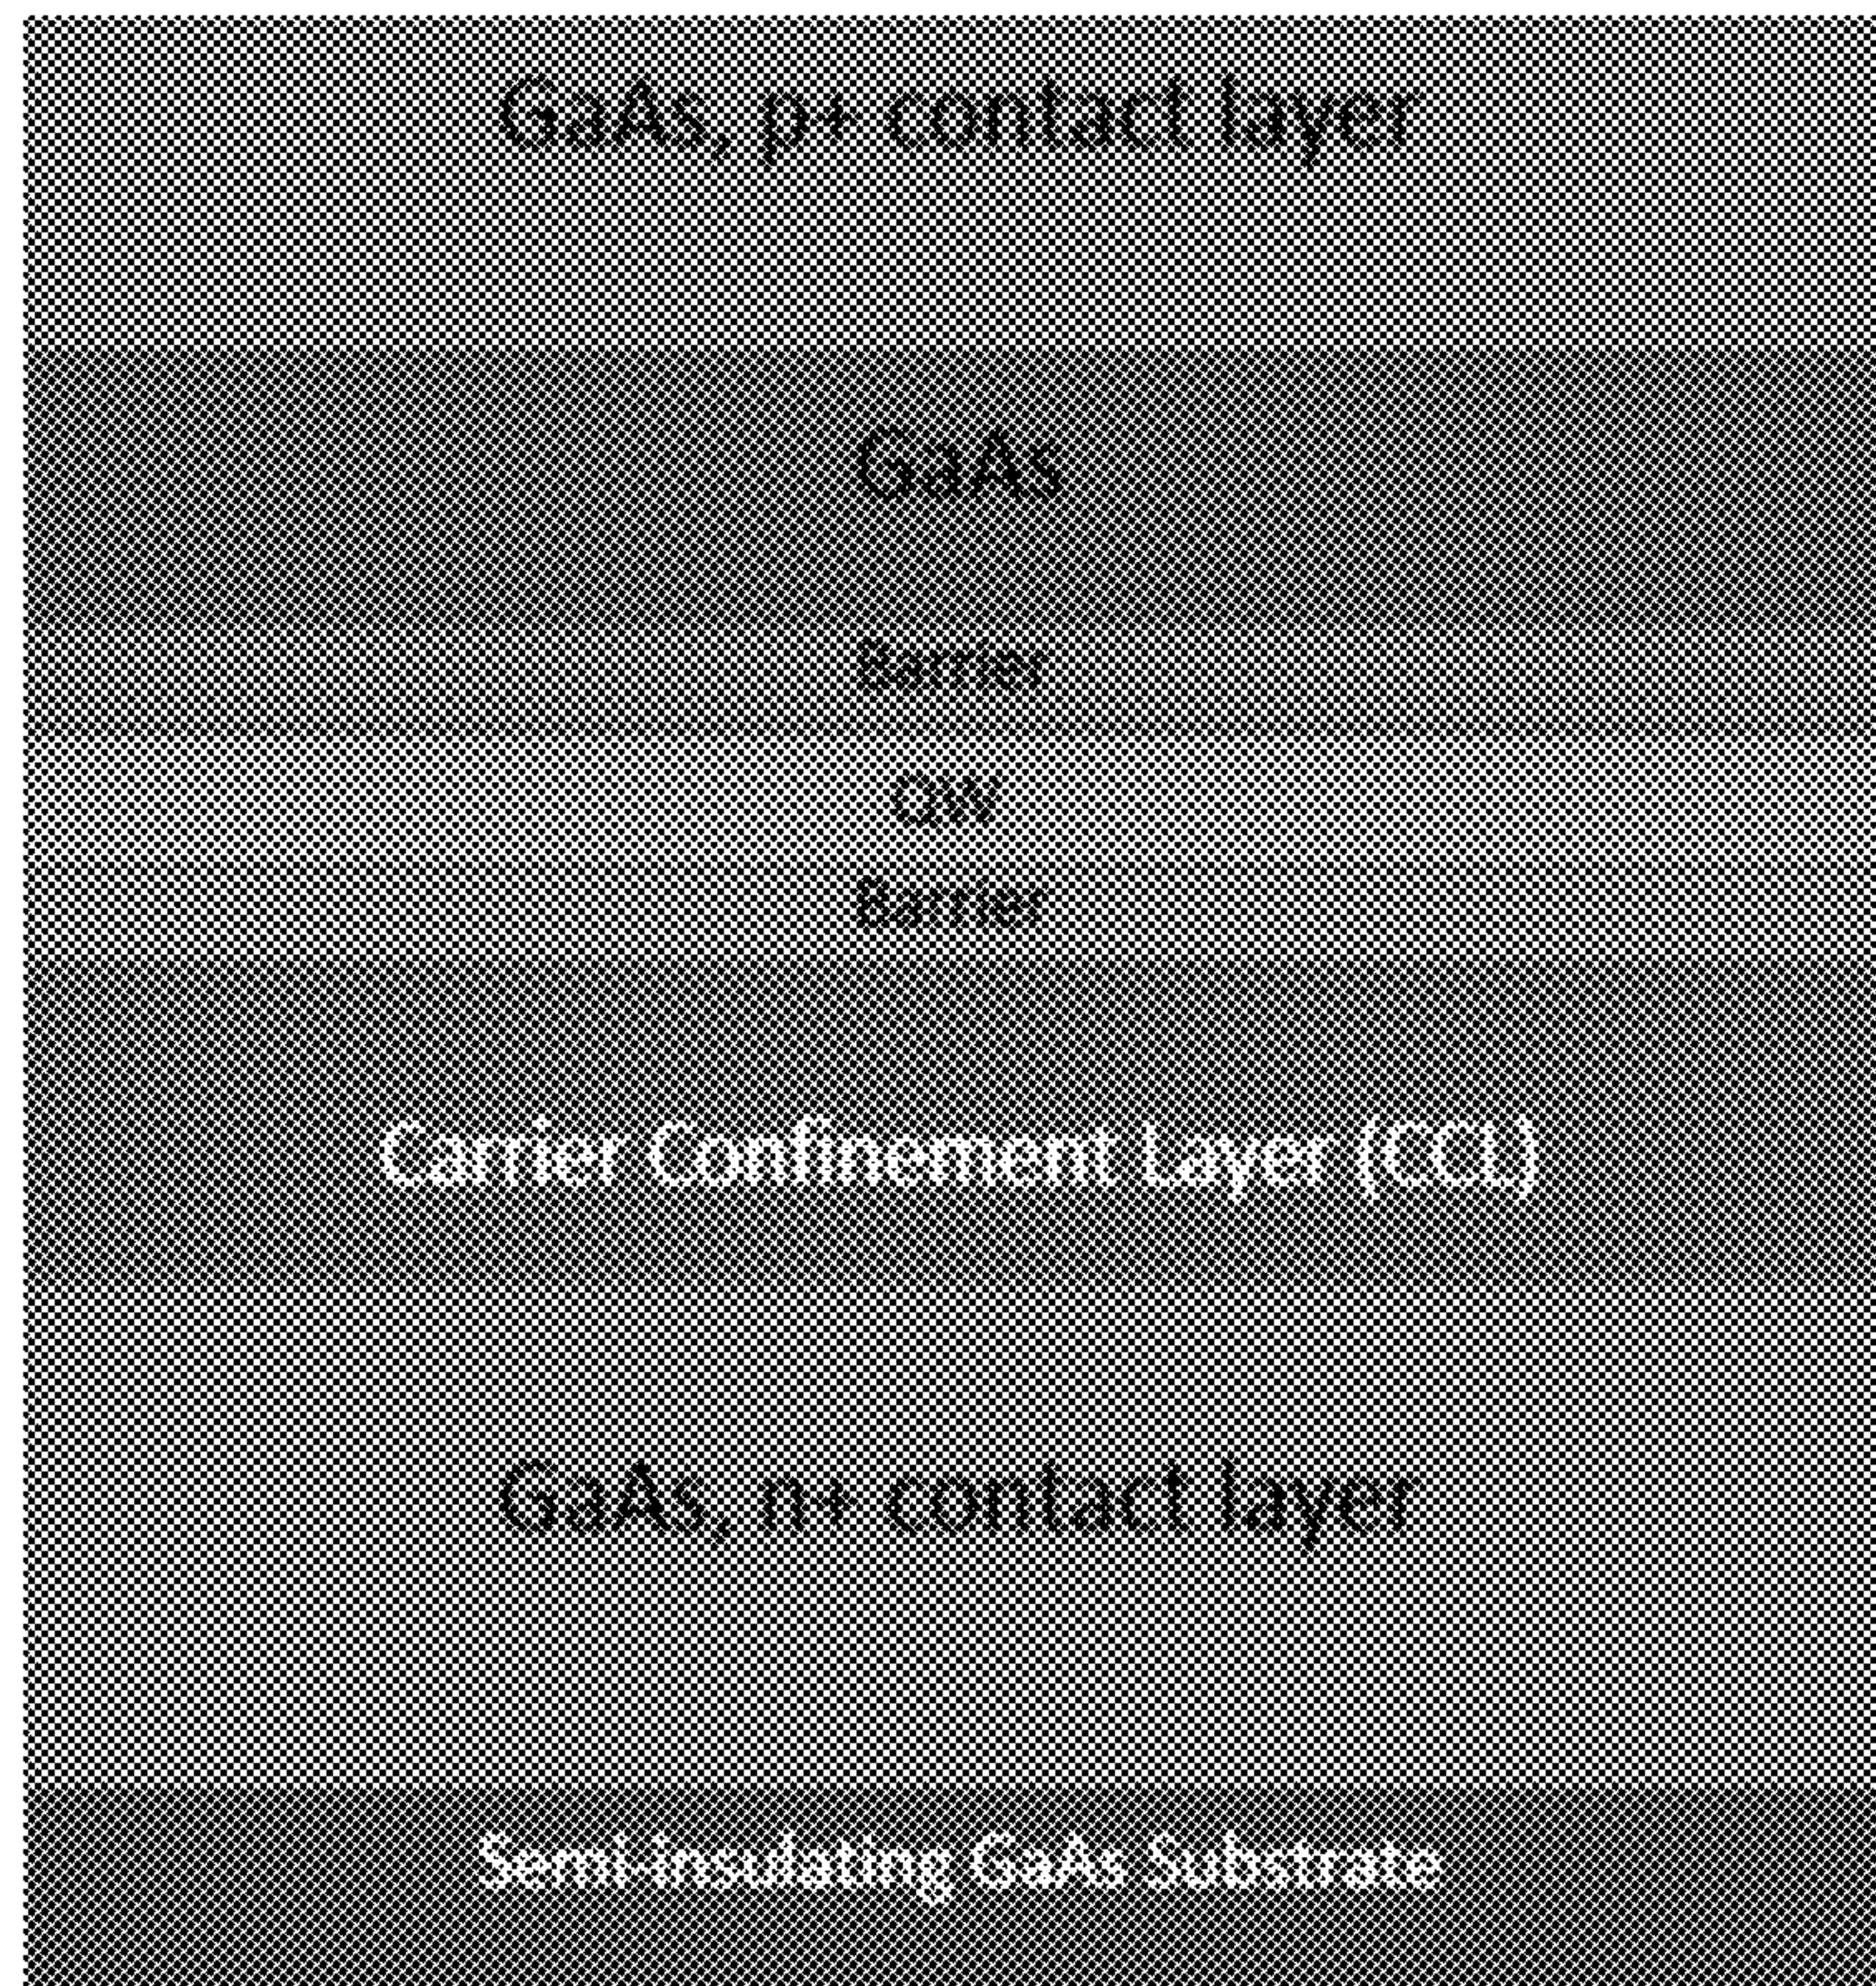 GaAs, p+ contact layer
GaAs
Barrier
QW
Barrier
Carrier Confinement Layer (CCL)
GaAs, n+ contact layer
Semi-insulating GaAs Substrate